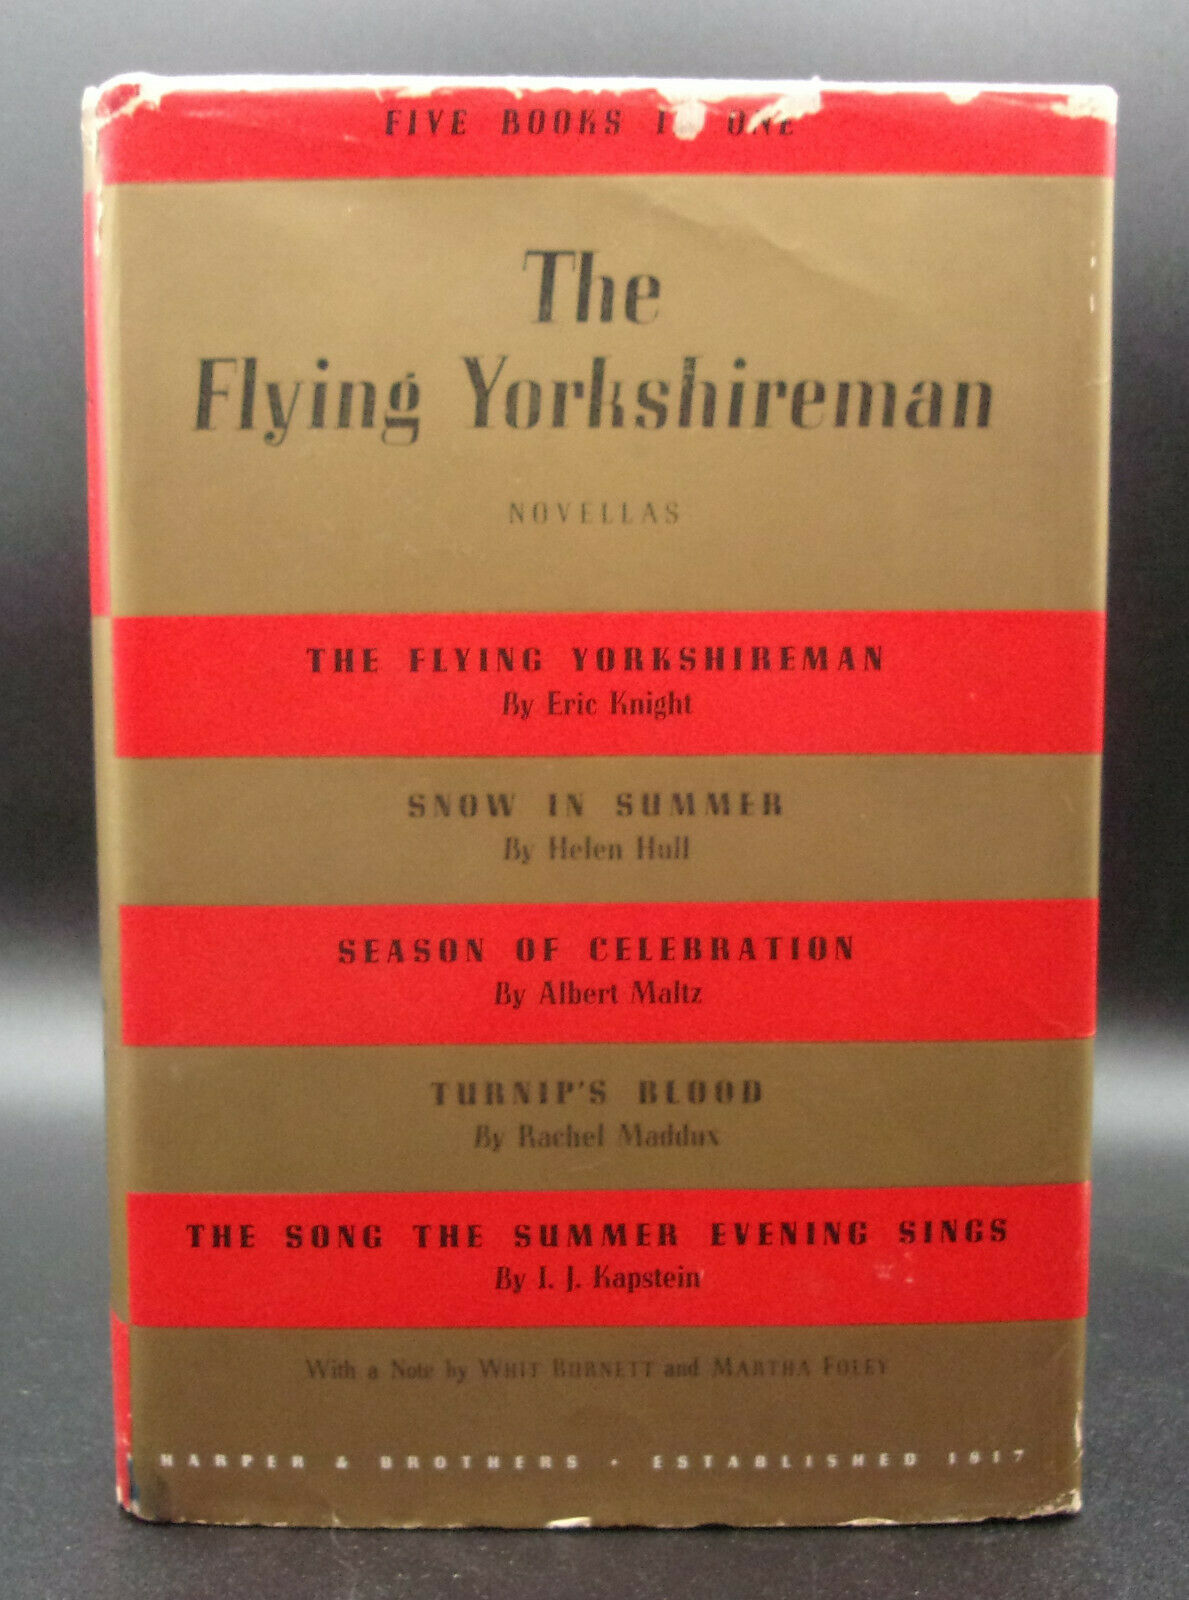 FIVE BOOKS IN ONE
The
Flying Yorkshireman
NOVELLAS
THE FLYING YORKSHIREMAN
By Eric Knight
SNOW IN SUMMER
By Helen Hull
SEASON OF CELEBRATION
By Albert Maltz
TURNIP'S BLOOD
By Rachel Maddux
THE SONG THE SUMMER EVENING SINGS
By I. J. Kapstein
With a Note by WHIT BURNETT and MARTHA FOLEY
HARPER & BROTHERS · ESTABLISHED 1817